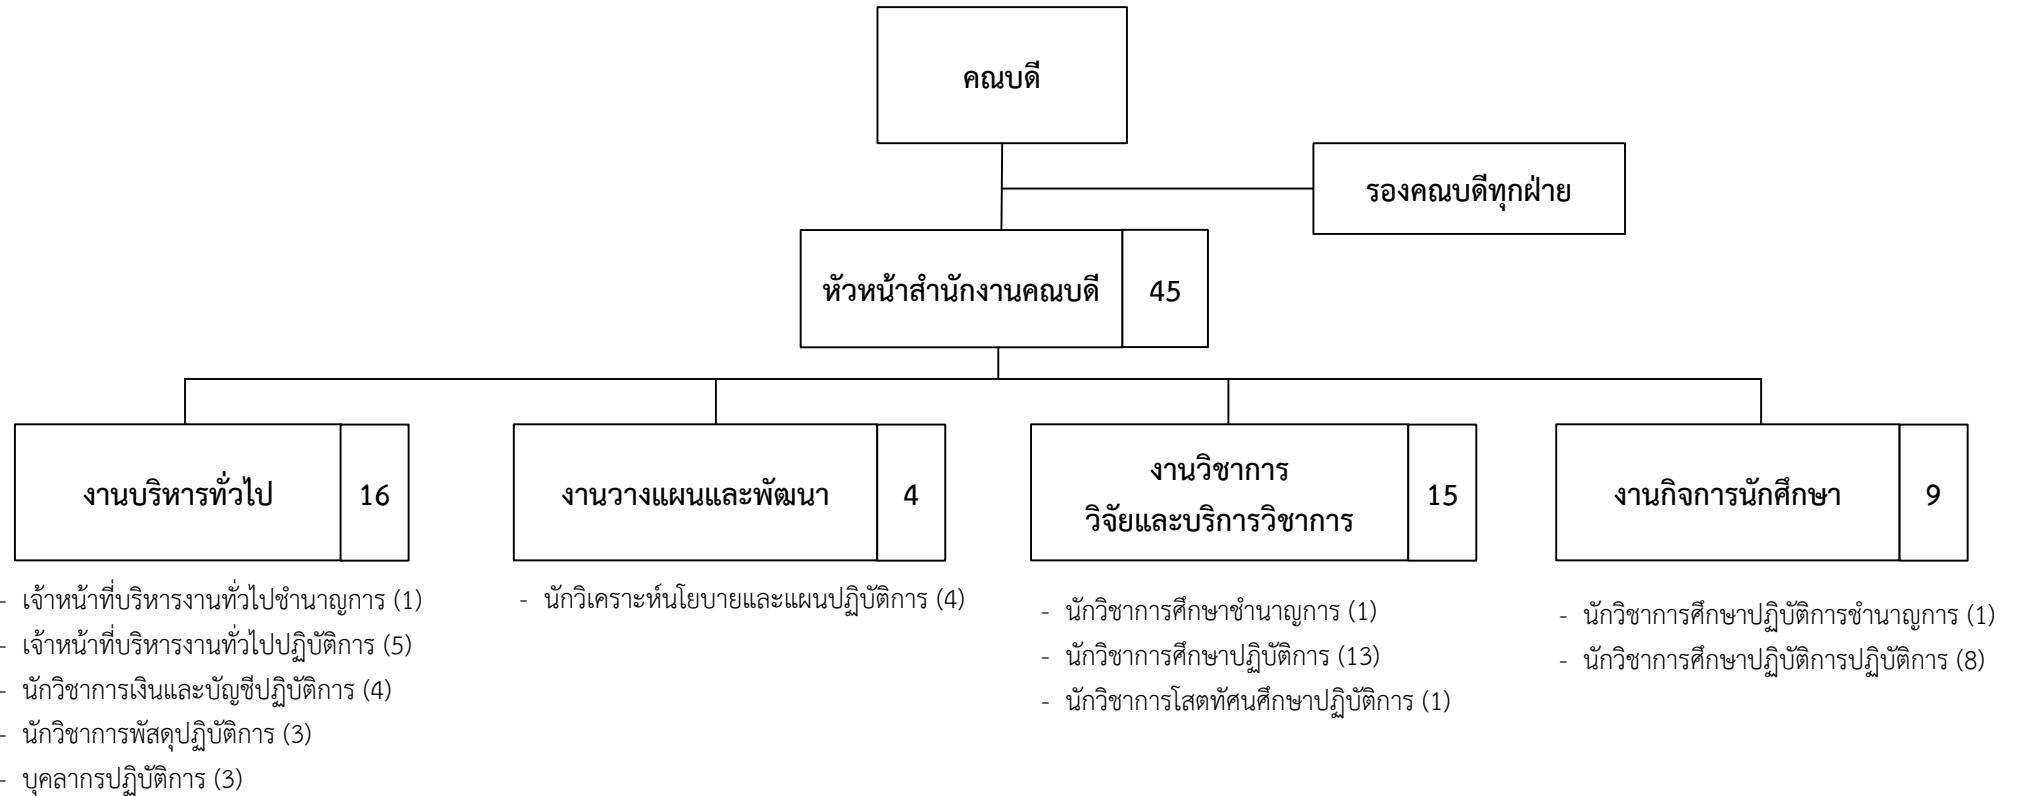 คณบดี
รองคณบดีทุกฝ่าย
หัวหน้าสำนักงานคณบดี 45
งานบริหารทั่วไป 16
งานวางแผนและพัฒนา 4
งานวิชาการ
วิจัยและบริการวิชาการ 15
งานกิจการนักศึกษา 9
- เจ้าหน้าที่บริหารงานทั่วไปชำนาญการ (1)
- เจ้าหน้าที่บริหารงานทั่วไปปฏิบัติการ (5)
- นักวิชาการเงินและบัญชีปฏิบัติการ (4)
- นักวิชาการพัสดุปฏิบัติการ (3)
- บุคลากรปฏิบัติการ (3)
- นักวิเคราะห์นโยบายและแผนปฏิบัติการ (4)
- นักวิชาการศึกษาชำนาญการ (1)
- นักวิชาการศึกษาปฏิบัติการ (13)
- นักวิชาการโสตทัศนศึกษาปฏิบัติการ (1)
- นักวิชาการศึกษาปฏิบัติการชำนาญการ (1)
- นักวิชาการศึกษาปฏิบัติการปฏิบัติการ (8)